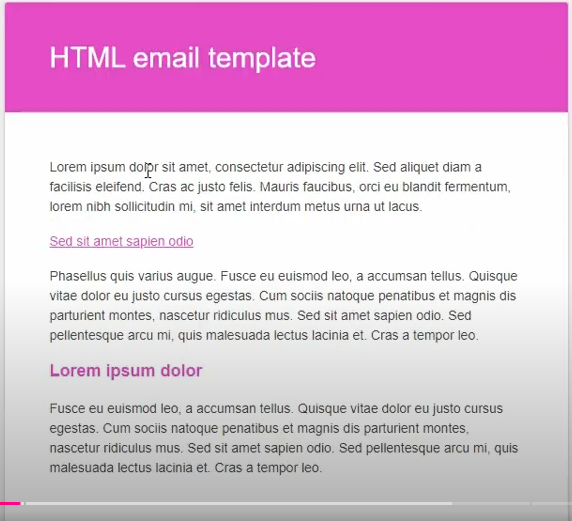 HTML email template
Lorem ipsum dolor sit amet, consectetur adipiscing elit. Sed aliquet diam a
facilisis eleifend. Cras ac justo felis. Mauris faucibus, orci eu blandit fermentum,
lorem nibh sollicitudin mi, sit amet interdum metus urna ut lacus.
Sed sit amet sapien odio
Phasellus quis varius augue. Fusce eu euismod leo, a accumsan tellus. Quisque
vitae dolor eu justo cursus egestas. Cum sociis natoque penatibus et magnis dis
parturient montes, nascetur ridiculus mus. Sed sit amet sapien odio. Sed
pellentesque arcu mi, quis malesuada lectus lacinia et. Cras a tempor leo.
Lorem ipsum dolor
Fusce eu euismod leo, a accumsan tellus. Quisque vitae dolor eu justo cursus
egestas. Cum sociis natoque penatibus et magnis dis parturient montes,
nascetur ridiculus mus. Sed sit amet sapien odio. Sed pellentesque arcu mi, quis
malesuada lectus lacinia et. Cras a tempor leo.